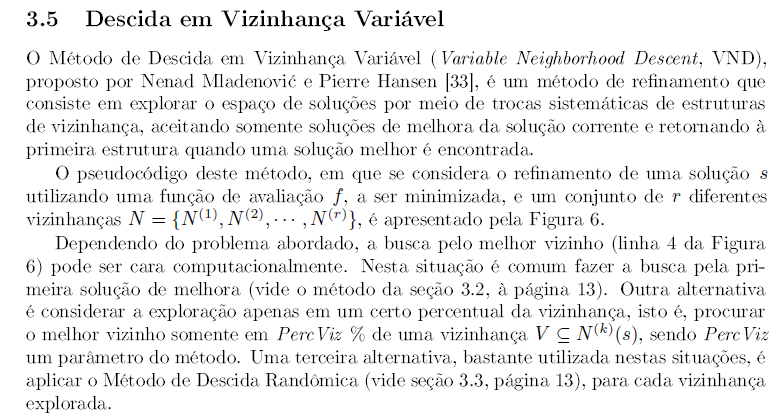 3.5 Descida em Vizinhança Variável
O Método de Descida em Vizinhança Variável (Variable Neighborhood Descent, VND),
proposto por Nenad Mladenović e Pierre Hansen [33], é um método de refinamento que
consiste em explorar o espaço de soluções por meio de trocas sistemáticas de estruturas
de vizinhança, aceitando somente soluções de melhora da solução corrente e retornando à
primeira estrutura quando uma solução melhor é encontrada.
O pseudocódigo deste método, em que se considera o refinamento de uma solução s
utilizando uma função de avaliação f, a ser minimizada, e um conjunto de r diferentes
vizinhanças N = {N⁽¹⁾, N⁽²⁾, ⋯ , N⁽ʳ⁾}, é apresentado pela Figura 6.
Dependendo do problema abordado, a busca pelo melhor vizinho (linha 4 da Figura
6) pode ser cara computacionalmente. Nesta situação é comum fazer a busca pela pri-
meira solução de melhora (vide o método da seção 3.2, à página 13). Outra alternativa
é considerar a exploração apenas em um certo percentual da vizinhança, isto é, procurar
o melhor vizinho somente em PercViz % de uma vizinhança V ⊆ N⁽ᵏ⁾(s), sendo PercViz
um parâmetro do método. Uma terceira alternativa, bastante utilizada nestas situações, é
aplicar o Método de Descida Randômica (vide seção 3.3, página 13), para cada vizinhança
explorada.